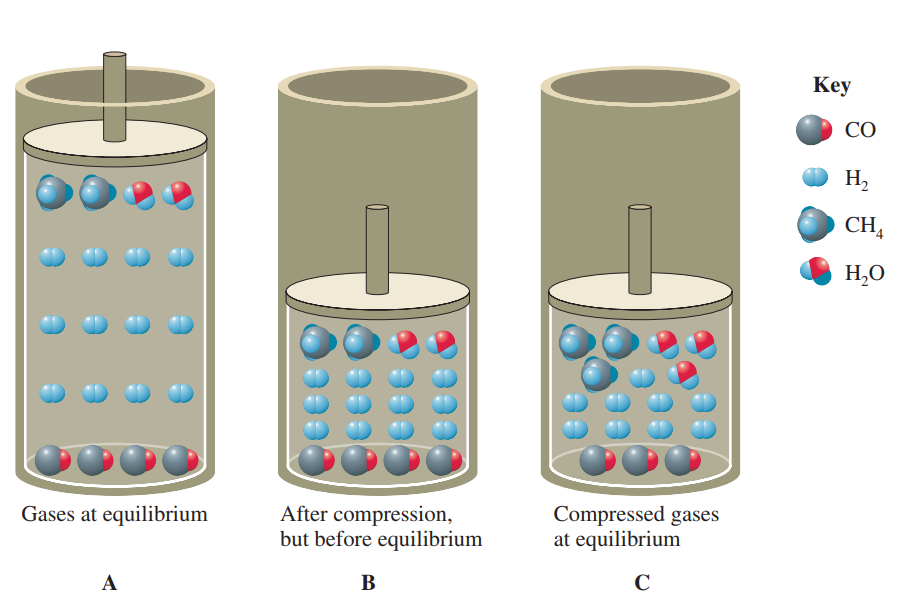 Key
CO
H₂
CH₄
H₂O
Gases at equilibrium
After compression,
but before equilibrium
Compressed gases
at equilibrium
A
B
C